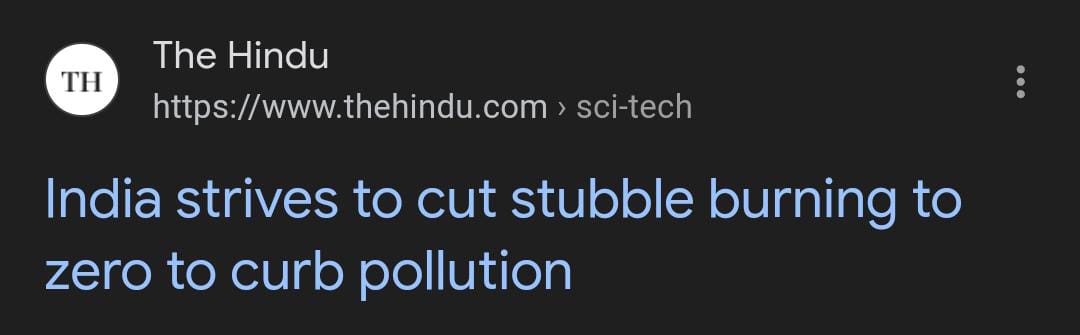 TH
The Hindu
https://www.thehindu.com › sci-tech
India strives to cut stubble burning to
zero to curb pollution